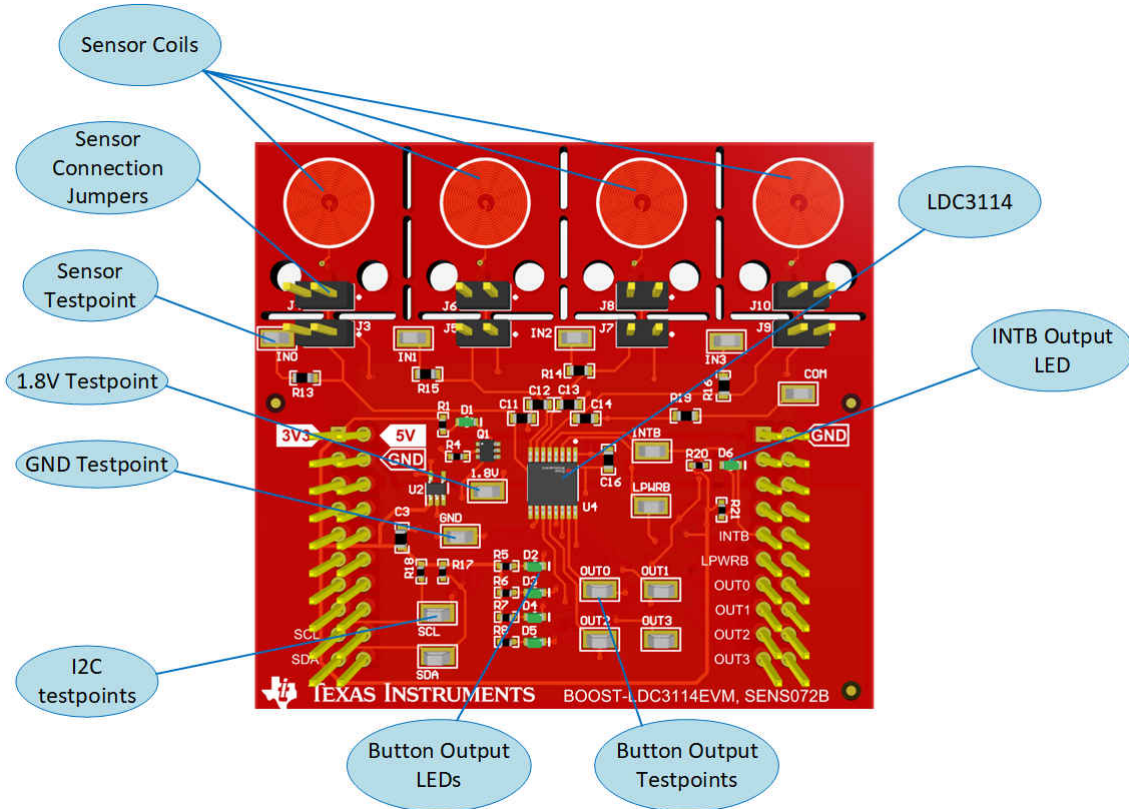 Sensor Coils
Sensor
Connection
Jumpers
LDC3114
Sensor
Testpoint
INTB Output
LED
1.8V Testpoint
GND Testpoint
I2C
testpoints
Button Output
LEDs
Button Output
Testpoints
J3
J6
J5
J8
J7
J10
J9
IN0
IN1
IN2
IN3
COM
R13
R15
R14
R16
R19
C11
C12
C13
C14
R1
D1
Q1
R4
3V3
5V
GND
GND
INTB
R20
D6
1.8V
U2
U4
C16
LPWRB
R21
C3
GND
INTB
R18
R17
R5
D2
LPWRB
R6
D3
OUT0
OUT1
OUT0
R7
D4
OUT1
SCL
SCL
R8
D5
OUT2
OUT3
OUT2
SDA
SDA
OUT3
TEXAS INSTRUMENTS
BOOST-LDC3114EVM, SENS072B